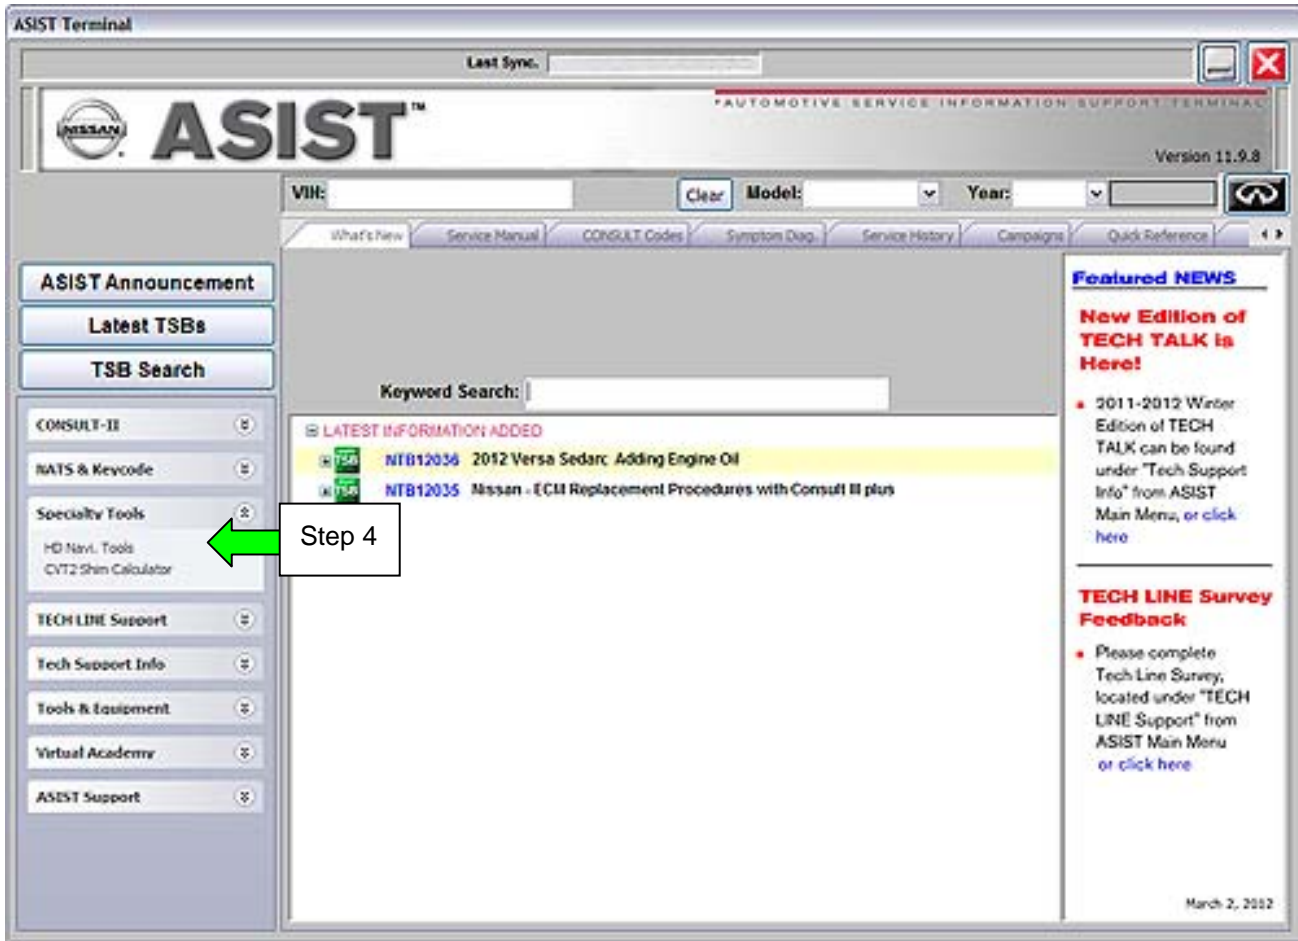 ASIST Terminal
Last Sync.
NISSAN
ASIST™
AUTOMOTIVE SERVICE INFORMATION SUPPORT TERMINAL
Version 11.9.8
VIN:
Clear
Model:
Year:
What's New
Service Manual
CONSULT Codes
Symptom Diag.
Service History
Campaigns
Quick Reference
ASIST Announcement
Latest TSBs
TSB Search
CONSULT-II
NATS & Keycode
Specialty Tools
HD Navi. Tools
CVT2 Shim Calculator
TECH LINE Support
Tech Support Info
Tools & Equipment
Virtual Academy
ASIST Support
Step 4
Keyword Search:
LATEST INFORMATION ADDED
TSB NTB12036 2012 Versa Sedan; Adding Engine Oil
TSB NTB12035 Nissan - ECM Replacement Procedures with Consult III plus
Featured NEWS
New Edition of
TECH TALK is
Here!
2011-2012 Winter
Edition of TECH
TALK can be found
under "Tech Support
Info" from ASIST
Main Menu, or click
here
TECH LINE Survey
Feedback
Please complete
Tech Line Survey,
located under "TECH
LINE Support" from
ASIST Main Menu
or click here
March 2, 2012